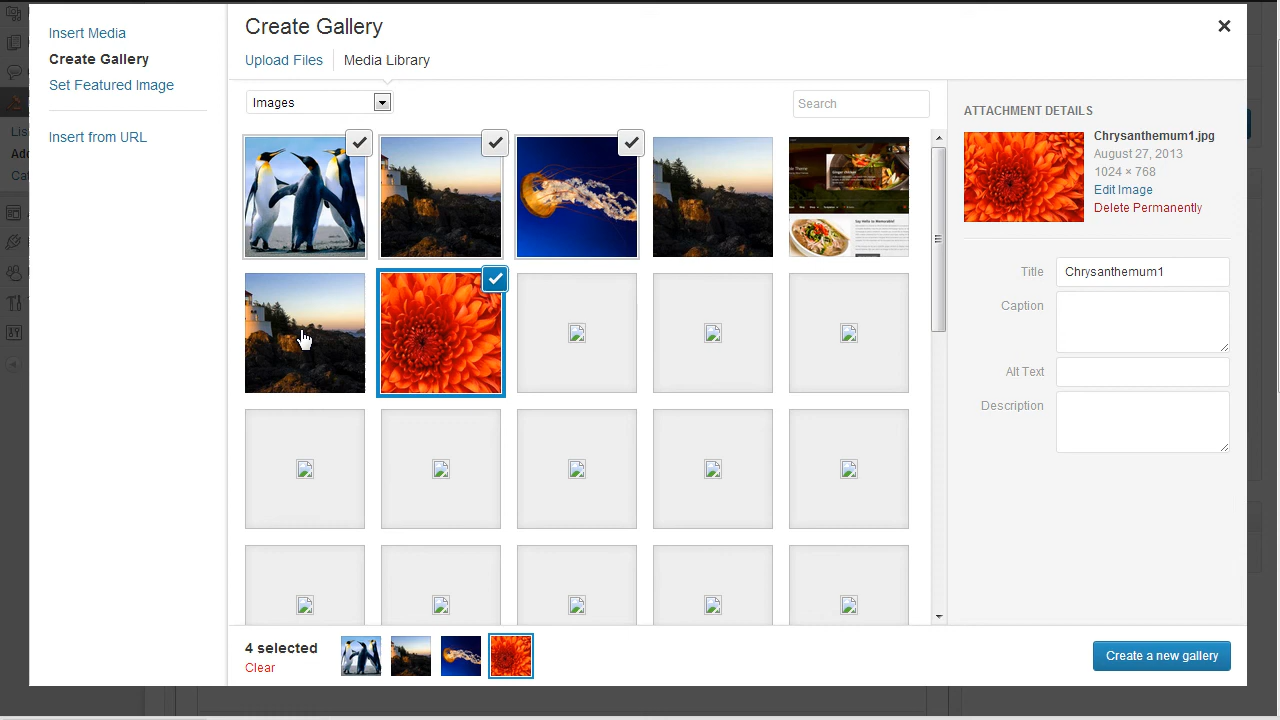 Insert Media
Create Gallery
Set Featured Image
Insert from URL
Create Gallery
Upload Files
Media Library
Images
Search
ATTACHMENT DETAILS
Chrysanthemum1.jpg
August 27, 2013
1024 × 768
Edit Image
Delete Permanently
Title
Chrysanthemum1
Caption
Alt Text
Description
4 selected
Clear
Create a new gallery